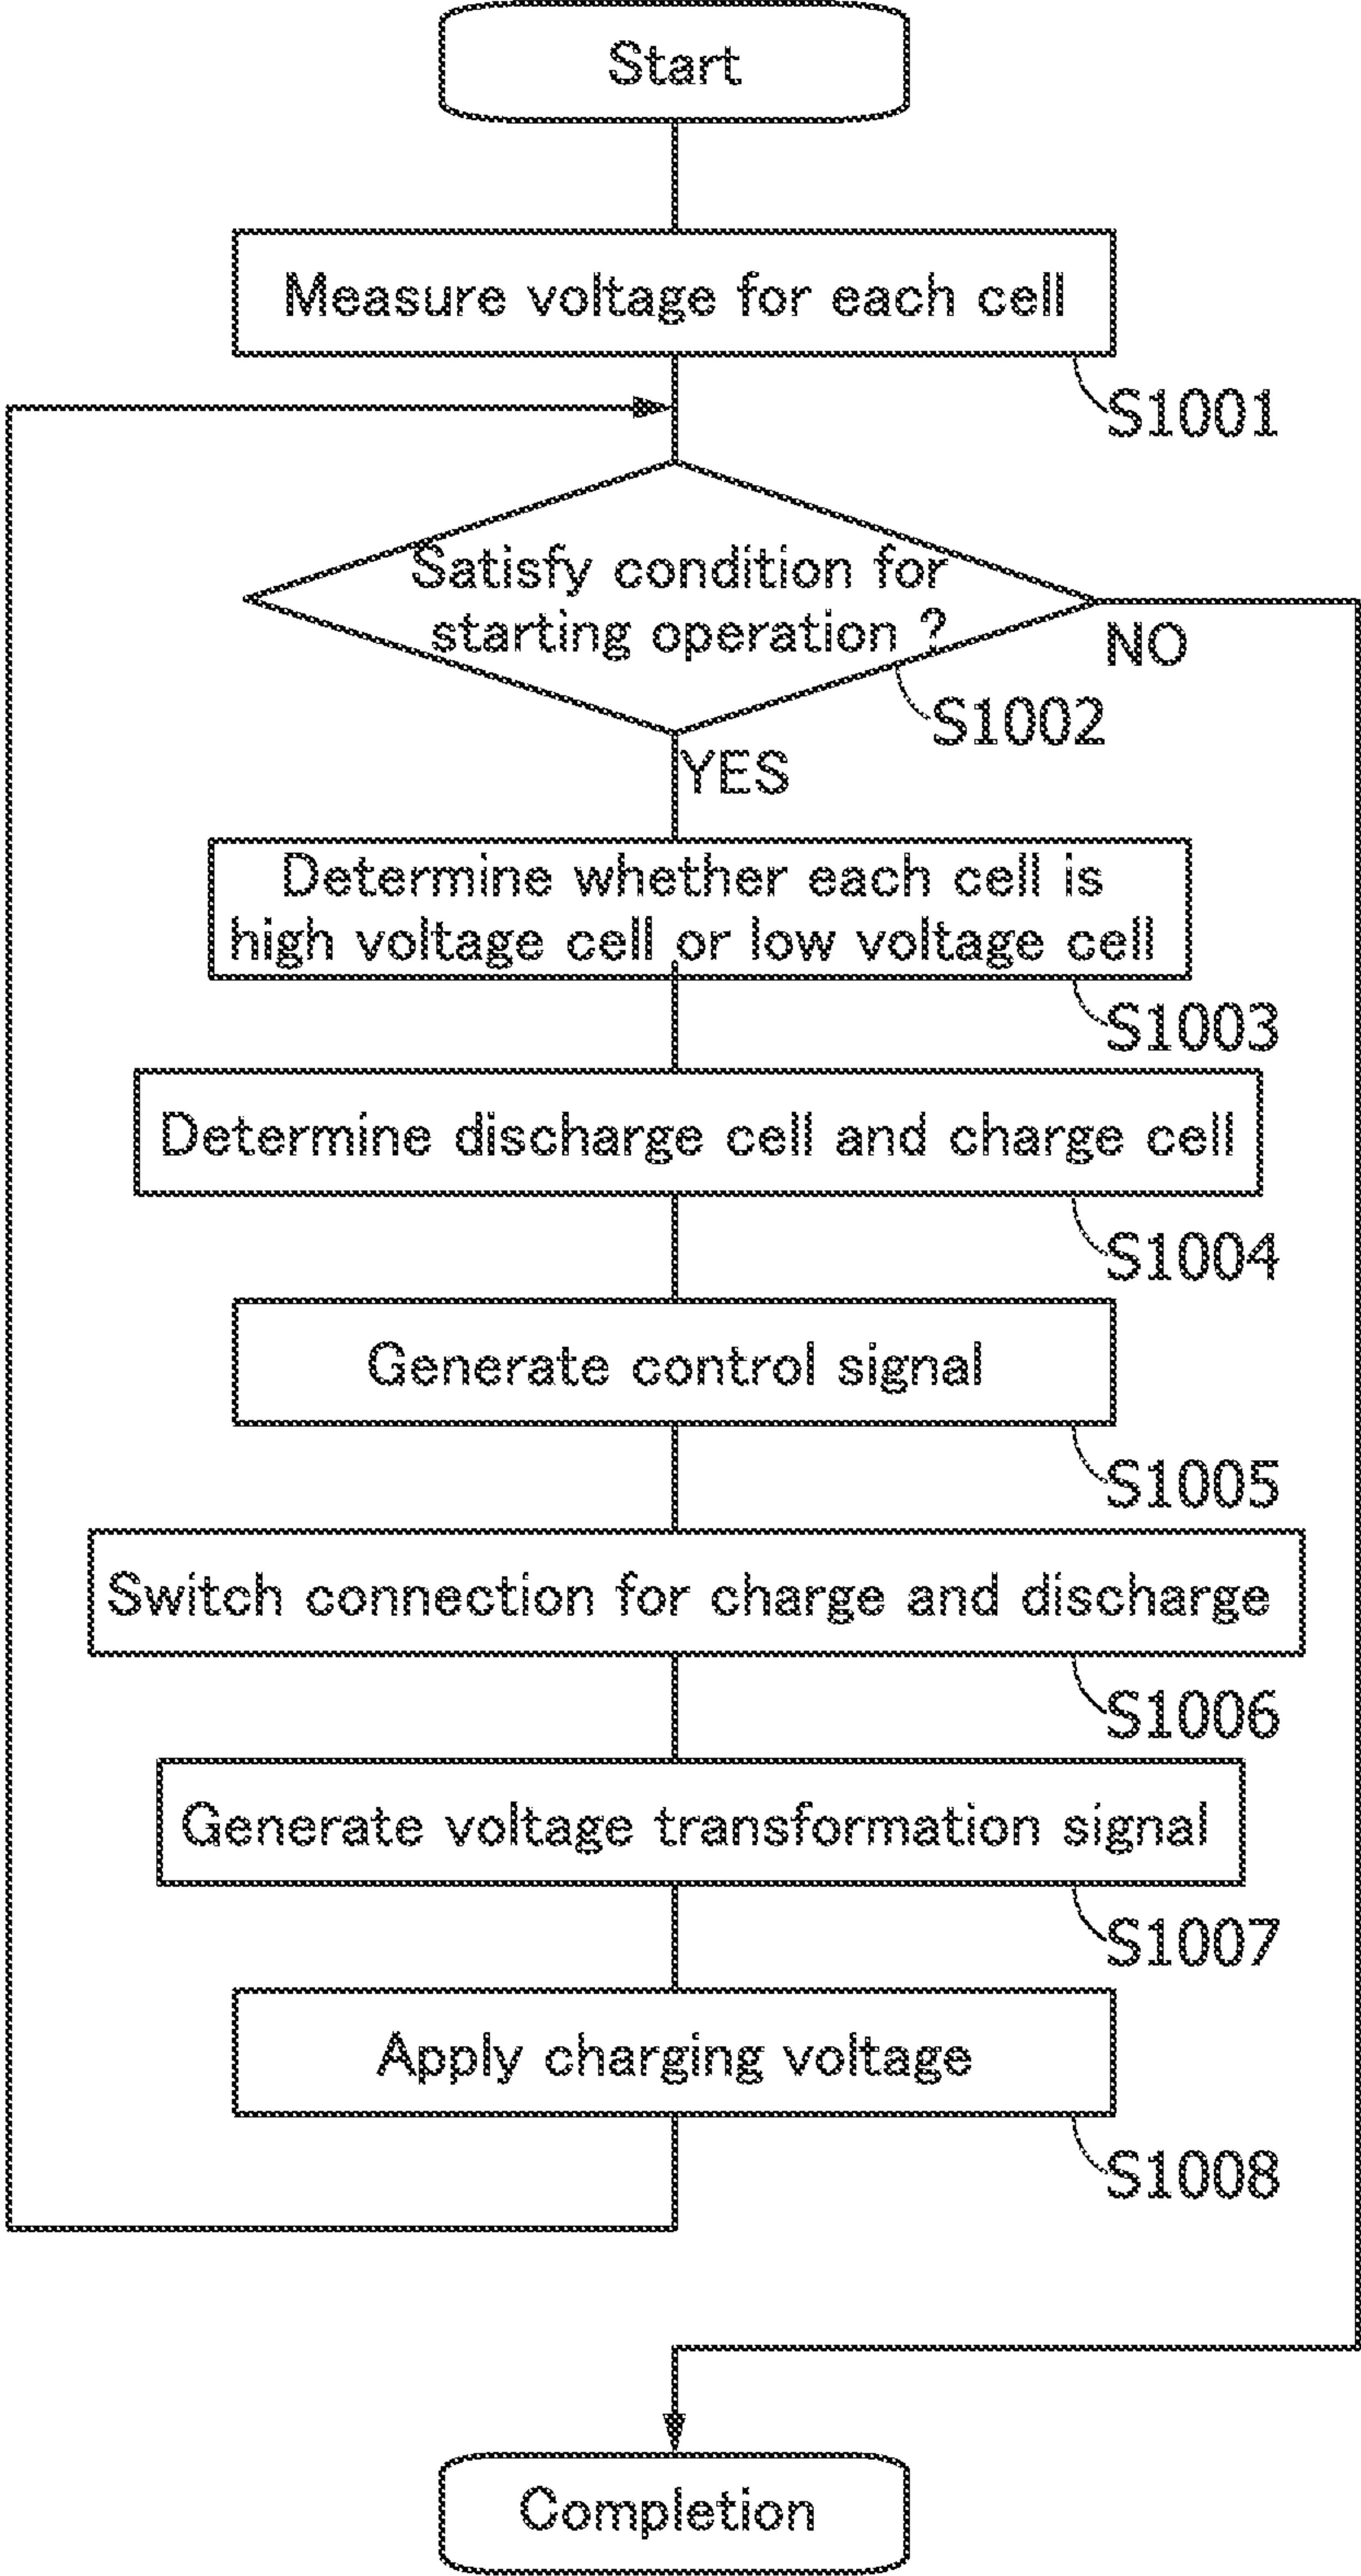 Start
Measure voltage for each cell
S1001
Satisfy condition for
starting operation ?
NO
S1002
YES
Determine whether each cell is
high voltage cell or low voltage cell
S1003
Determine discharge cell and charge cell
S1004
Generate control signal
S1005
Switch connection for charge and discharge
S1006
Generate voltage transformation signal
S1007
Apply charging voltage
S1008
Completion